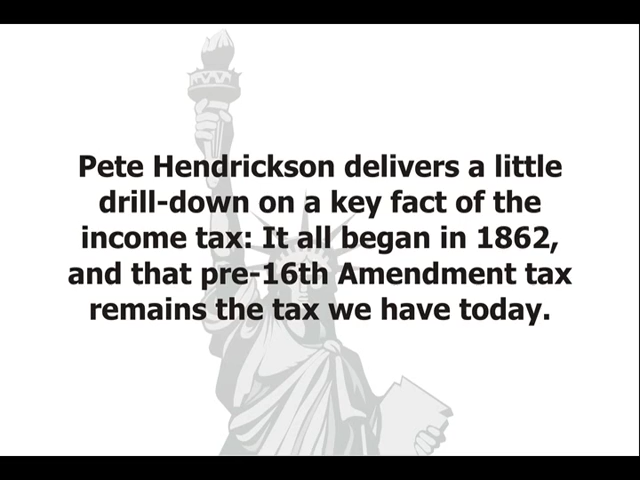 Pete Hendrickson delivers a little
drill-down on a key fact of the
income tax: It all began in 1862,
and that pre-16th Amendment tax
remains the tax we have today.